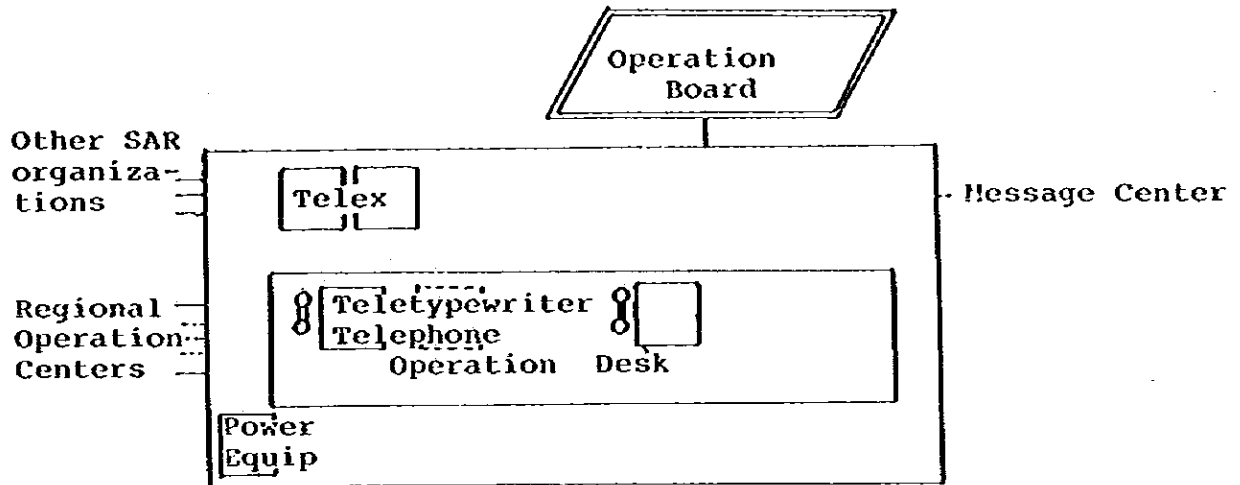 Operation
Board
Other SAR
organiza-
tions
Telex
Message Center
Regional
Operation
Centers
Teletypewriter
Telephone
Operation Desk
Power
Equip